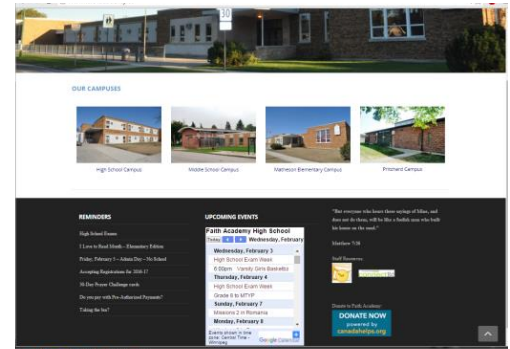 30
OUR CAMPUSES
High School Campus
Middle School Campus
Matheson Elementary Campus
Pritchard Campus
REMINDERS
High School Exams
I Love to Read Month - Elementary Edition
Friday, February 5 - Admin Day - No School
Accepting Registrations for 2016-17
30-Day Prayer Challenge cards
Do you pay with Pre-Authorized Payments?
Taking the bus?
UPCOMING EVENTS
Faith Academy High School
Today Wednesday, February
Wednesday, February 3
High School Exam Week
6:00pm Varsity Girls Basketba
Thursday, February 4
High School Exam Week
Grade 8 to MTYP
Sunday, February 7
Missions 2 in Romania
Monday, February 8
Events shown in time
zone: Central Time -
Winnipeg
Google Calendar
"But everyone who hears these sayings of Mine, and
does not do them, will be like a foolish man who built
his house on the sand."
Matthew 7:26
Staff Resources
Donate to Faith Academy:
DONATE NOW
powered by
canadahelps.org